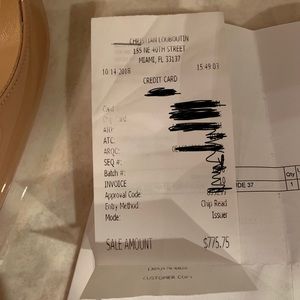 CHRISTIAN LOUBOUTIN
155 NE 40TH STREET
MIAMI, FL 33137
10/14/2018 15:49:03
CREDIT CARD
Card
Chip Card
AID:
ATC:
ARQC:
SEQ #:
Batch #:
INVOICE
Approval Code
Entry Method Chip Read
Mode: Issuer
SALE AMOUNT $775.75
CUSTOMER COPY
Qty
DE 37 1